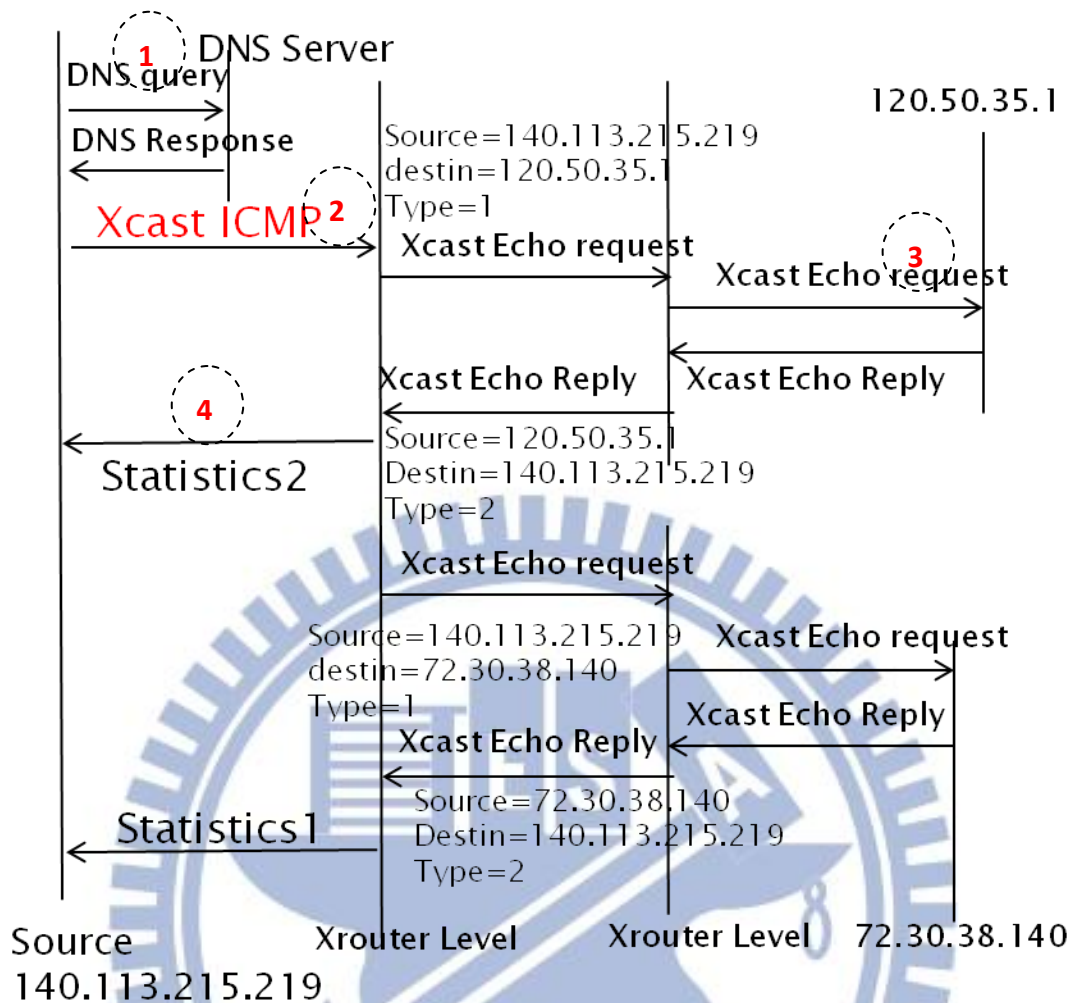 1
DNS Server
DNS query
120.50.35.1
DNS Response
Source=140.113.215.219
destin=120.50.35.1
Type=1
Xcast ICMP
2
Xcast Echo request
3
Xcast Echo request
Xcast Echo Reply
Xcast Echo Reply
4
Source=120.50.35.1
Destin=140.113.215.219
Type=2
Statistics2
Xcast Echo request
Source=140.113.215.219
destin=72.30.38.140
Type=1
Xcast Echo request
Xcast Echo Reply
Xcast Echo Reply
ESA
Source=72.30.38.140
Destin=140.113.215.219
Type=2
Statistics1
8
Source
140.113.215.219
Xrouter Level
Xrouter Level
72.30.38.140